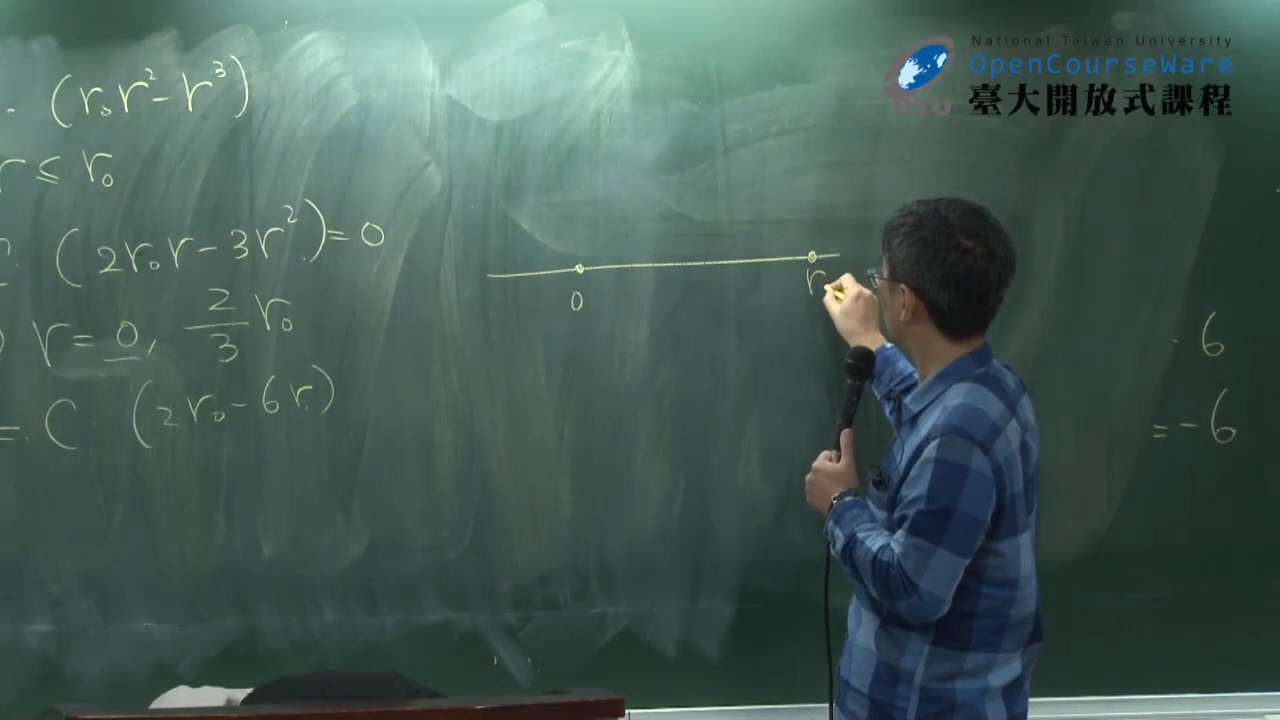 National Taiwan University
OpenCourseWare
臺大開放式課程
NTU
· (r₀r² - r³)
r ≤ r₀
C (2r₀r - 3r²) = 0
) r = 0, 2/3 r₀
= C (2r₀ - 6r)
0 r
6
= - 6